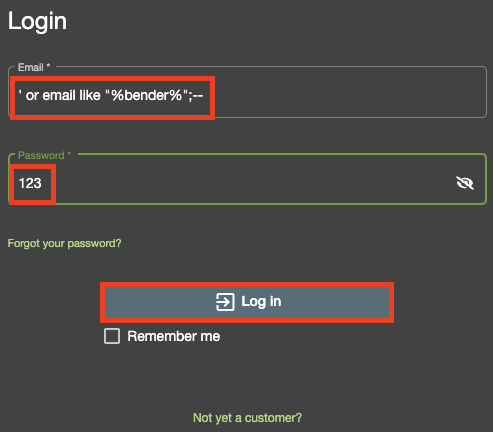 Login
Email *
' or email like "%bender%";--
Password *
123
Forgot your password?
Log in
Remember me
Not yet a customer?